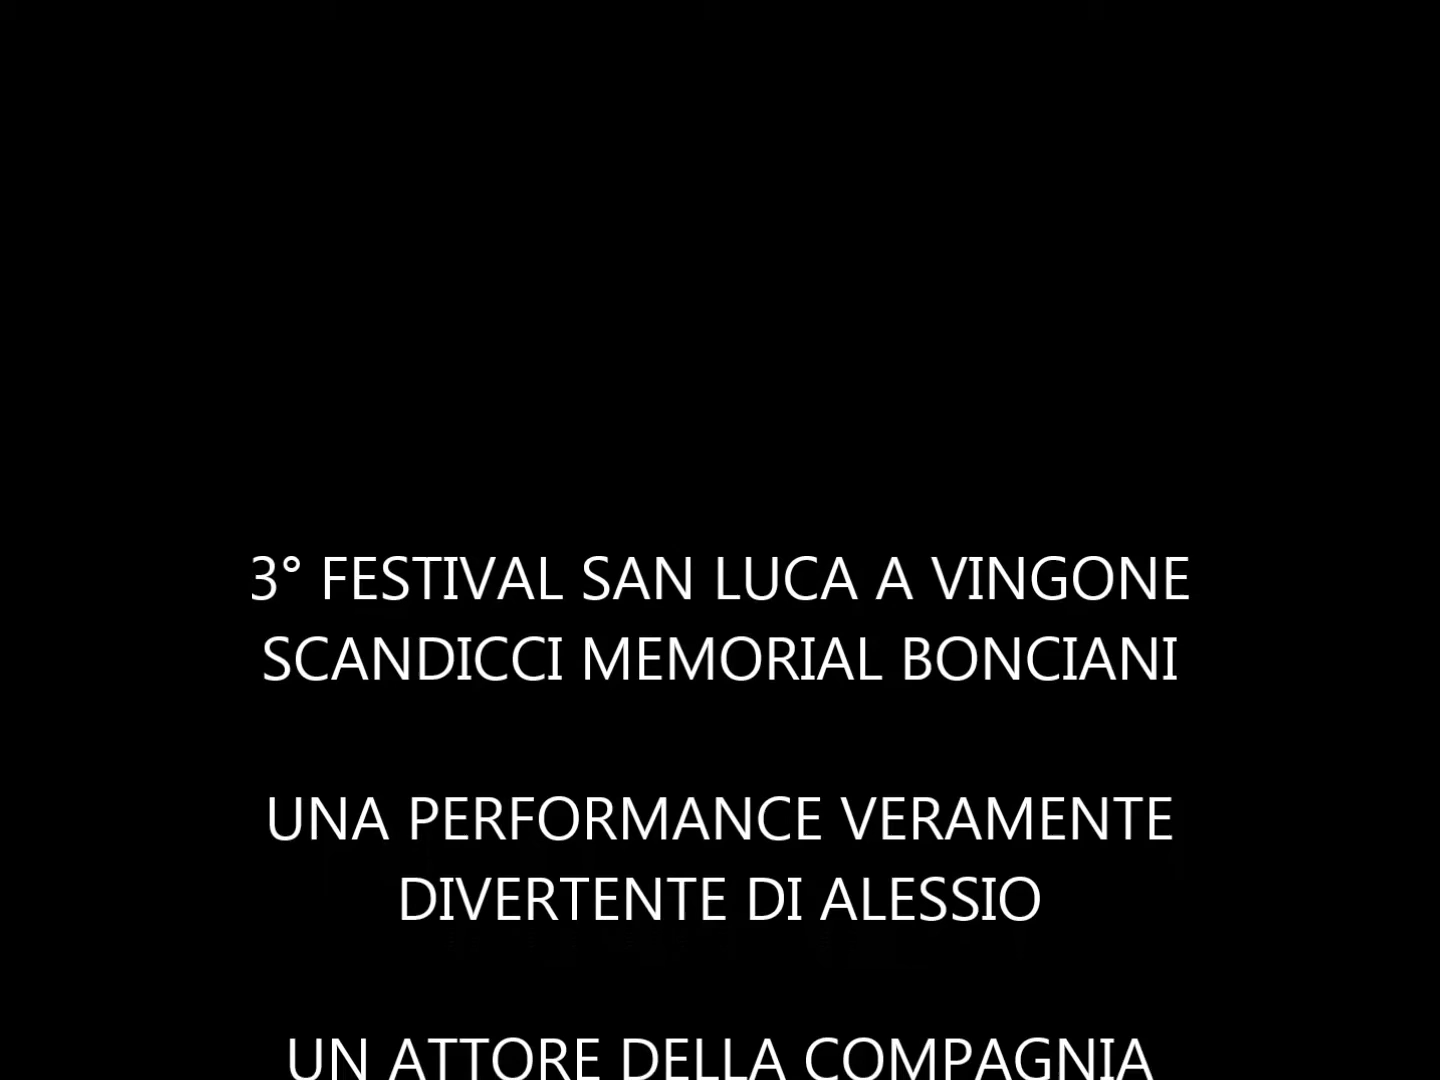 3° FESTIVAL SAN LUCA A VINGONE
SCANDICCI MEMORIAL BONCIANI
UNA PERFORMANCE VERAMENTE
DIVERTENTE DI ALESSIO
UN ATTORE DELLA COMPAGNIA